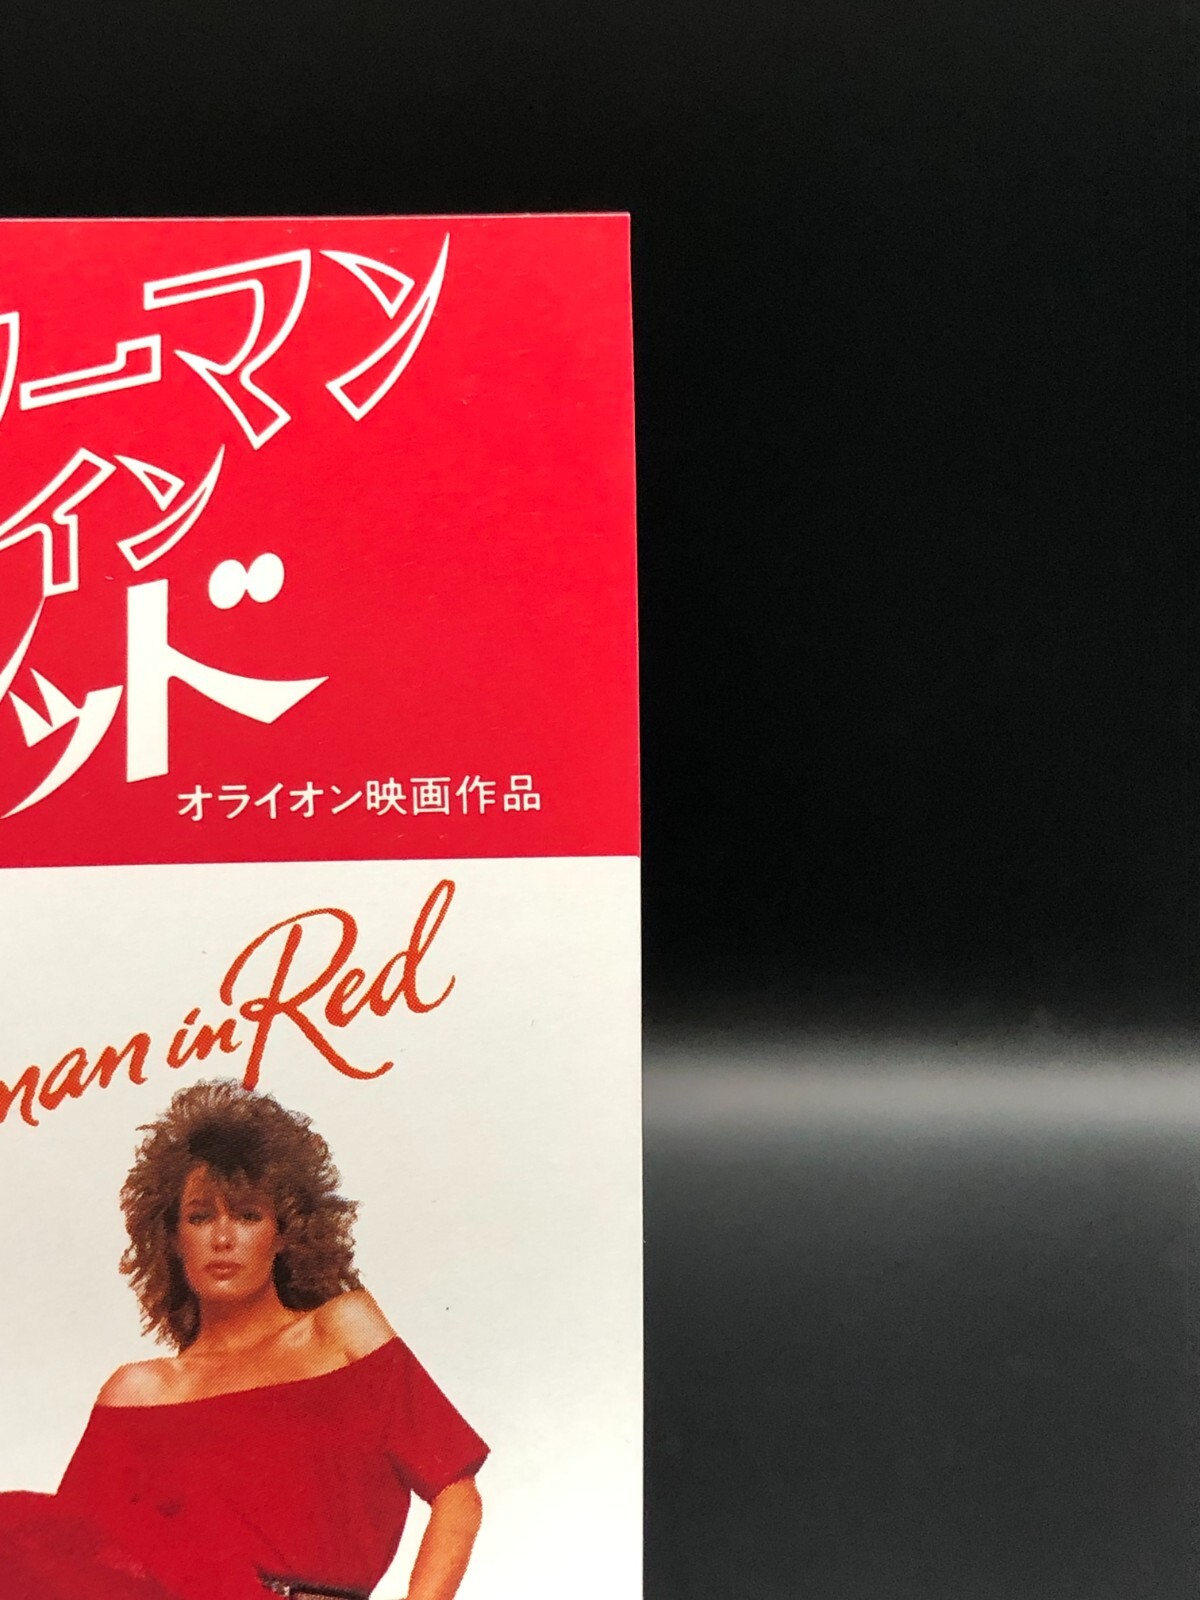 ーマン
イン
ッド
オライオン映画作品
man in Red